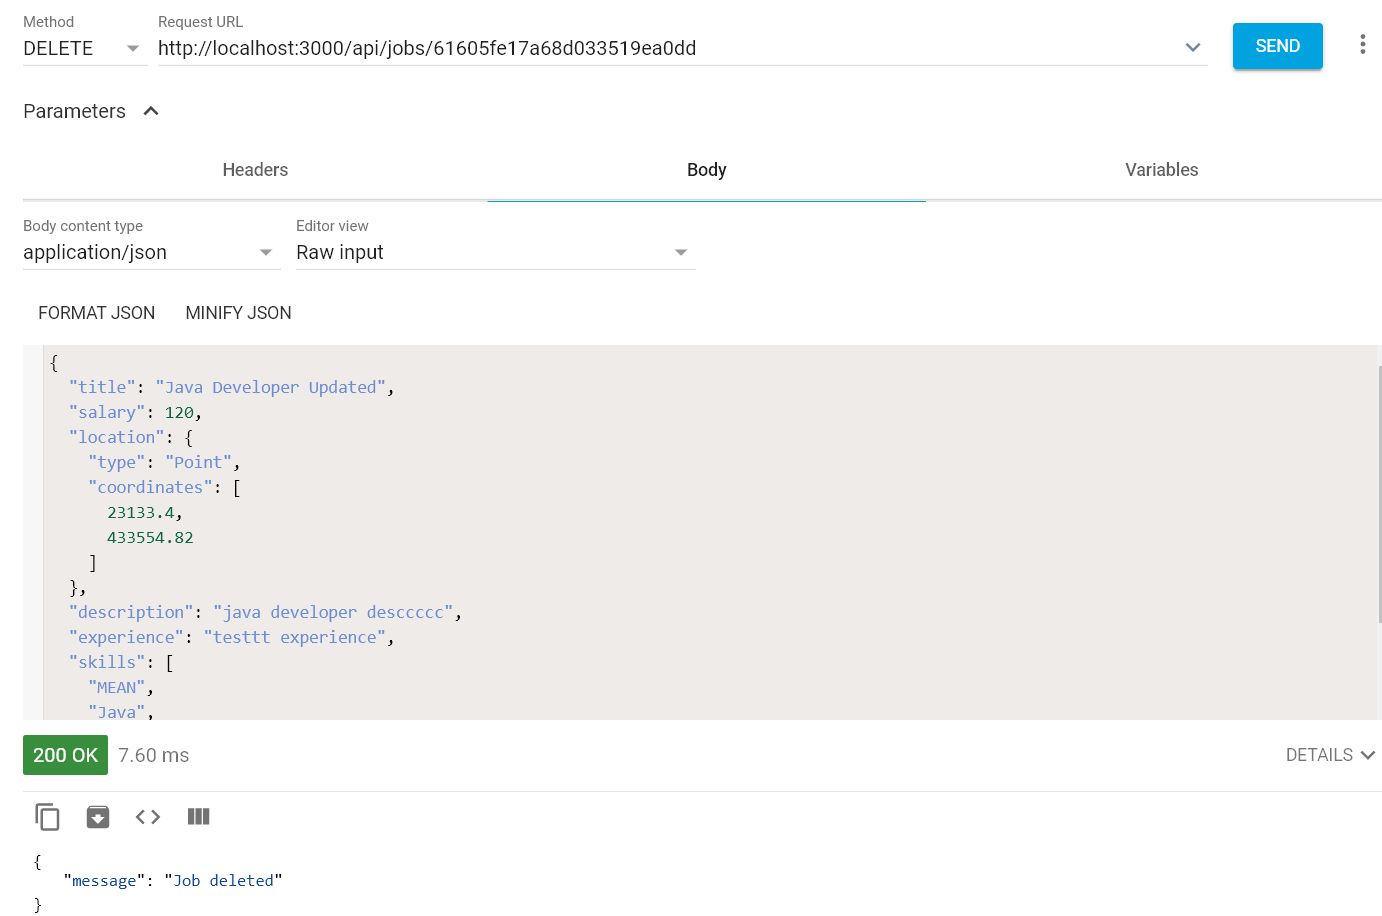 Method
Request URL
DELETE
http://localhost:3000/api/jobs/61605fe17a68d033519ea0dd
SEND
Parameters
Headers
Body
Variables
Body content type
Editor view
application/json
Raw input
FORMAT JSON
MINIFY JSON
{
"title": "Java Developer Updated",
"salary": 120,
"location": {
"type": "Point",
"coordinates": [
23133.4,
433554.82
]
},
"description": "java developer desccccc",
"experience": "testtt experience",
"skills": [
"MEAN",
"Java",
200 OK
7.60 ms
DETAILS
{
"message": "Job deleted"
}